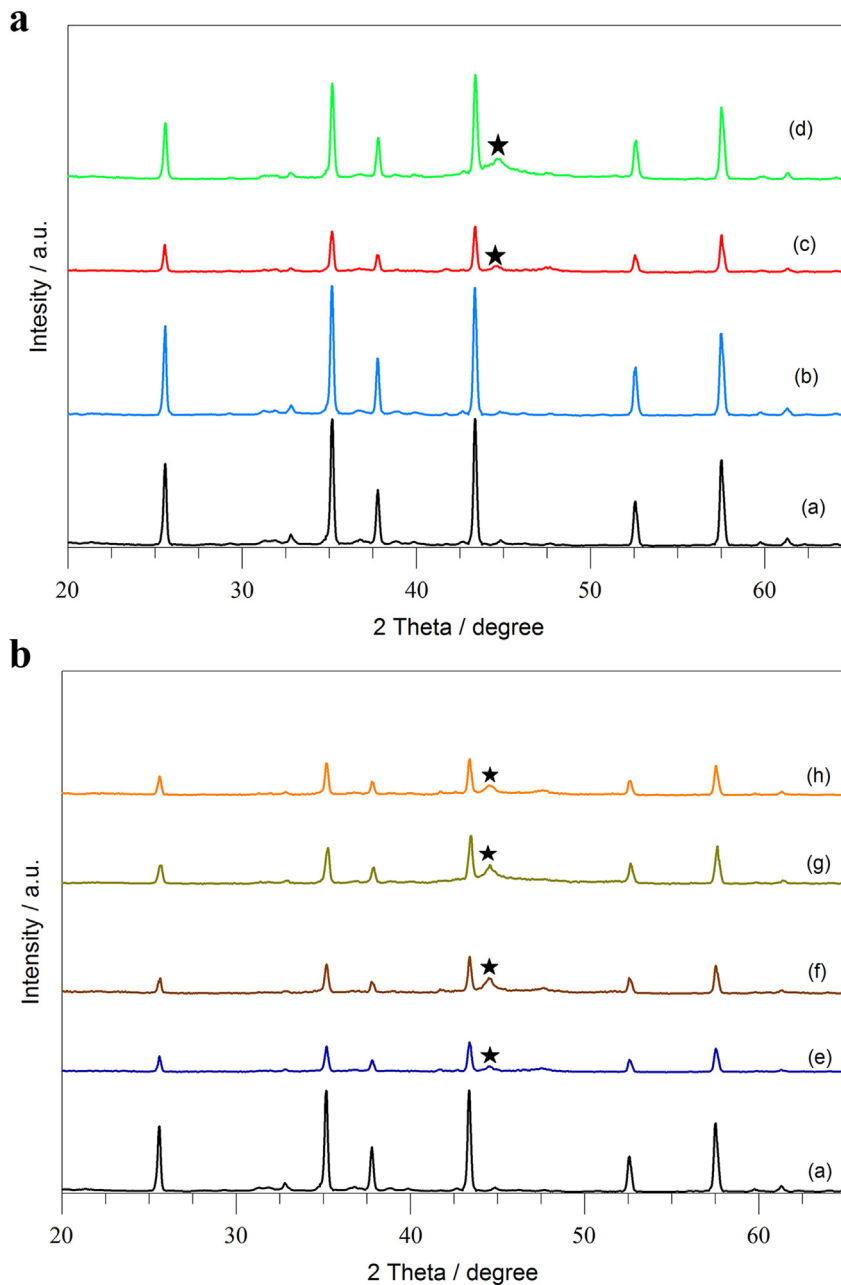 a
(d)
(c)
(b)
(a)
Intesity / a.u.
20 30 40 50 60
2 Theta / degree
b
(h)
(g)
(f)
(e)
(a)
Intensity / a.u.
20 30 40 50 60
2 Theta / degree